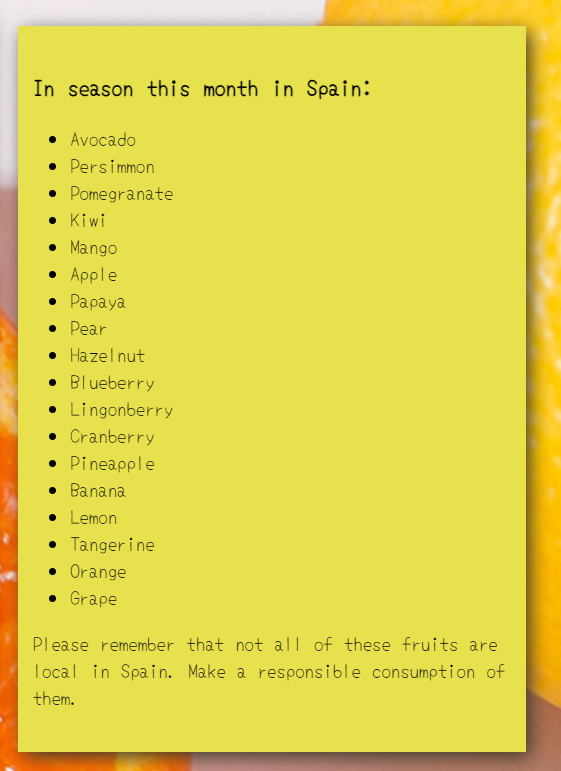 In season this month in Spain:
Avocado
Persimmon
Pomegranate
Kiwi
Mango
Apple
Papaya
Pear
Hazelnut
Blueberry
Lingonberry
Cranberry
Pineapple
Banana
Lemon
Tangerine
Orange
Grape
Please remember that not all of these fruits are
local in Spain. Make a responsible consumption of
them.